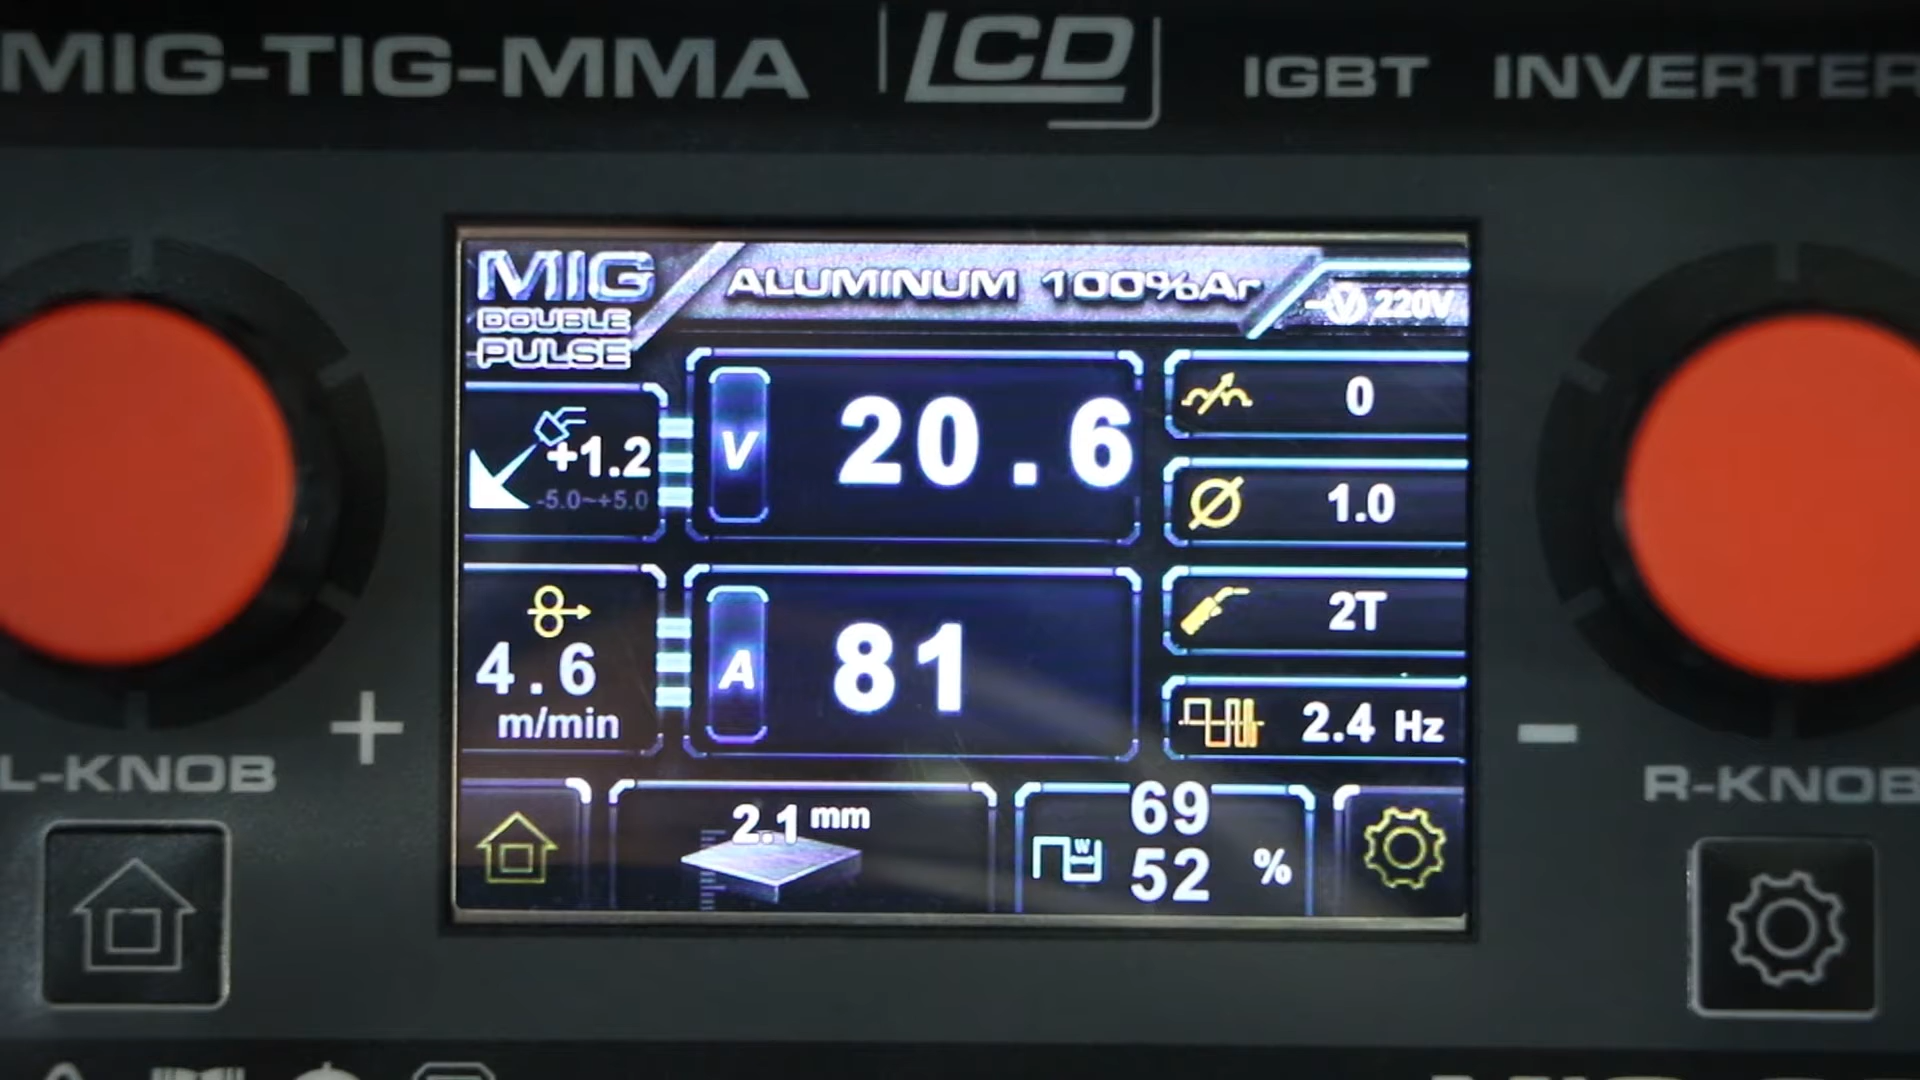 MIG-TIG-MMA LCD IGBT INVERTER
MIG
DOUBLE
PULSE
ALUMINUM 100%Ar
V 220V
+1.2
-5.0~+5.0
V 20.6
0
1.0
4.6
m/min
A 81
2T
2.4 Hz
2.1 mm
W
69
52 %
L-KNOB
+
-
R-KNOB